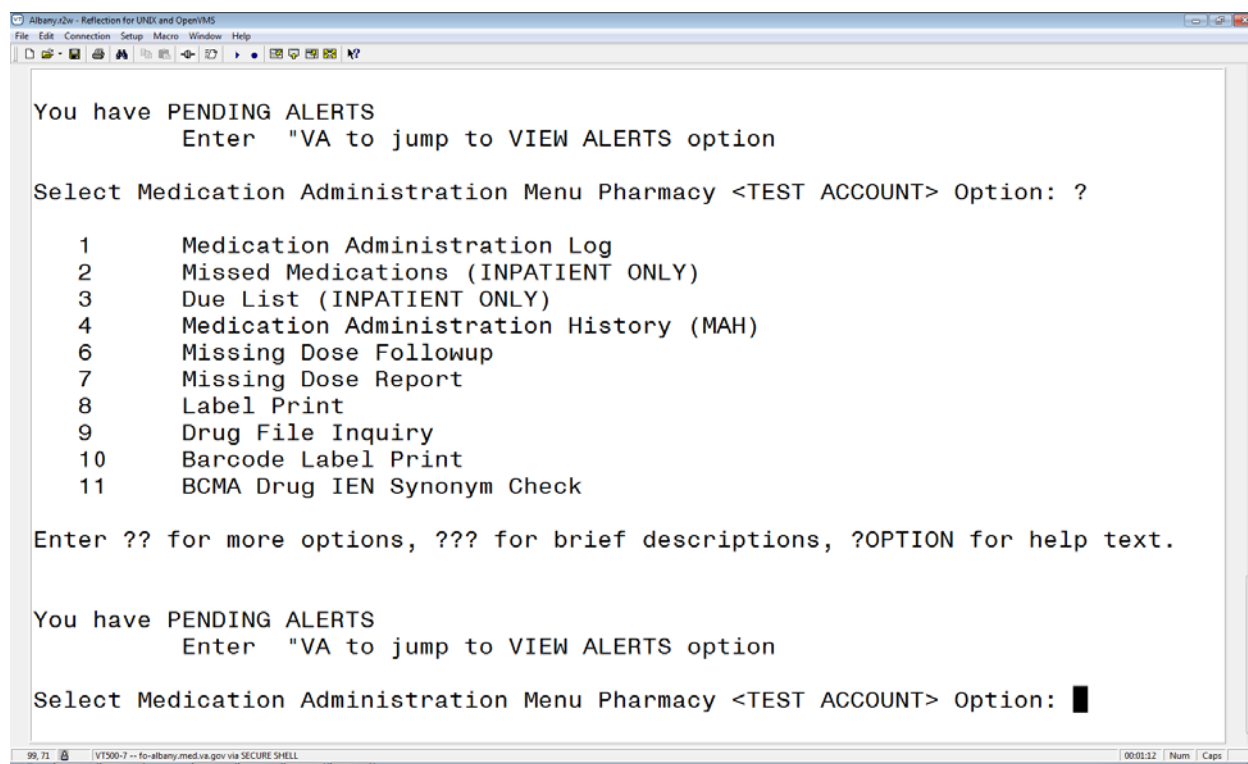 Albany.r2w - Reflection for UNIX and OpenVMS
File Edit Connection Setup Macro Window Help
You have PENDING ALERTS
Enter "VA to jump to VIEW ALERTS option
Select Medication Administration Menu Pharmacy <TEST ACCOUNT> Option: ?
1 Medication Administration Log
2 Missed Medications (INPATIENT ONLY)
3 Due List (INPATIENT ONLY)
4 Medication Administration History (MAH)
6 Missing Dose Followup
7 Missing Dose Report
8 Label Print
9 Drug File Inquiry
10 Barcode Label Print
11 BCMA Drug IEN Synonym Check
Enter ?? for more options, ??? for brief descriptions, ?OPTION for help text.
You have PENDING ALERTS
Enter "VA to jump to VIEW ALERTS option
Select Medication Administration Menu Pharmacy <TEST ACCOUNT> Option:
99, 71 VT500-7 -- fo-albany.med.va.gov via SECURE SHELL 00:01:12 Num Caps